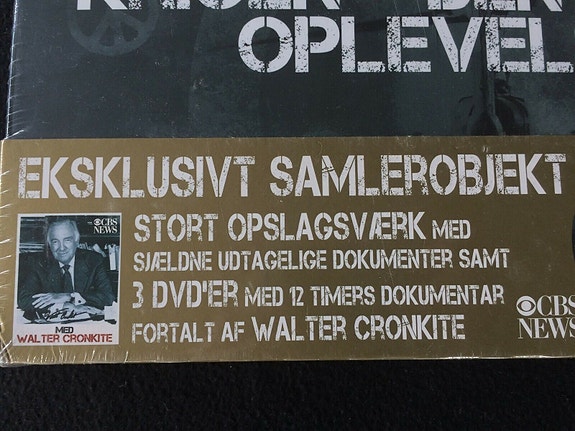 OPLEVEL
EKSKLUSIVT SAMLEROBJEKT
CBS
NEWS
MED
WALTER CRONKITE
STORT OPSLAGSVÆRK MED
SJÆLDNE UDTAGELIGE DOKUMENTER SAMT
3 DVD'ER MED 12 TIMERS DOKUMENTAR
FORTALT AF WALTER CRONKITE
CBS
NEWS